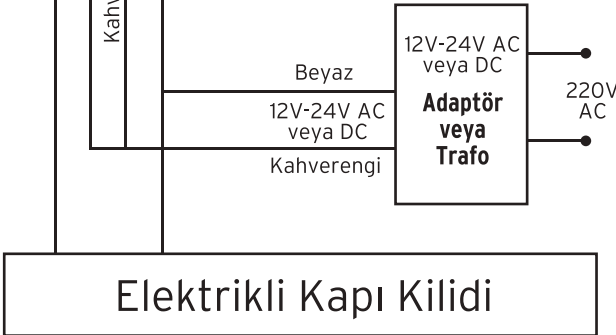 Kahv
Beyaz
12V-24V AC
veya DC
Kahverengi
12V-24V AC
veya DC
Adaptör
veya
Trafo
220V
AC
Elektrikli Kapı Kilidi